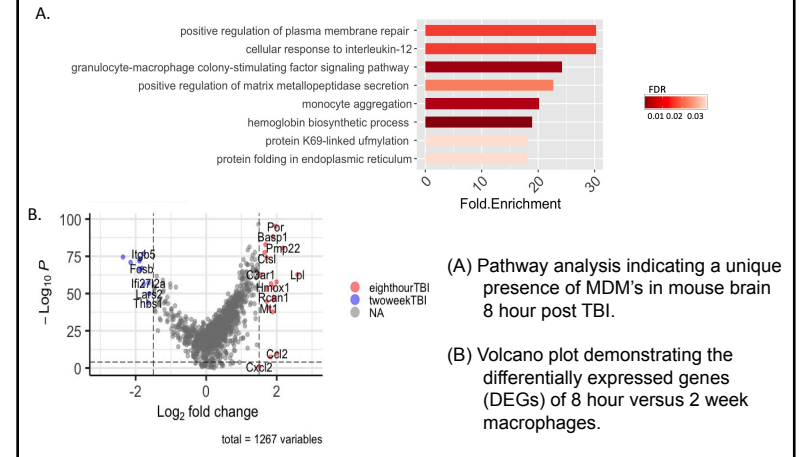 A.
positive regulation of plasma membrane repair
cellular response to interleukin-12
granulocyte-macrophage colony-stimulating factor signaling pathway
positive regulation of matrix metallopeptidase secretion
monocyte aggregation
hemoglobin biosynthetic process
protein K69-linked ufmylation
protein folding in endoplasmic reticulum
0 10 20 30
Fold.Enrichment
FDR
0.01 0.02 0.03
B.
100
75
50
25
0
− Log10 P
Por
Basp1
Pmp22
Ctsl
C3ar1
Lpl
Hmox1
Rcan1
Mt1
Ccl2
Cxcl2
Itgb5
Fosb
Ifi27l2a
Lars2
Thbs1
-2 0 2
Log2 fold change
total = 1267 variables
eighthourTBI
twoweekTBI
NA
(A) Pathway analysis indicating a unique
presence of MDM's in mouse brain
8 hour post TBI.
(B) Volcano plot demonstrating the
differentially expressed genes
(DEGs) of 8 hour versus 2 week
macrophages.